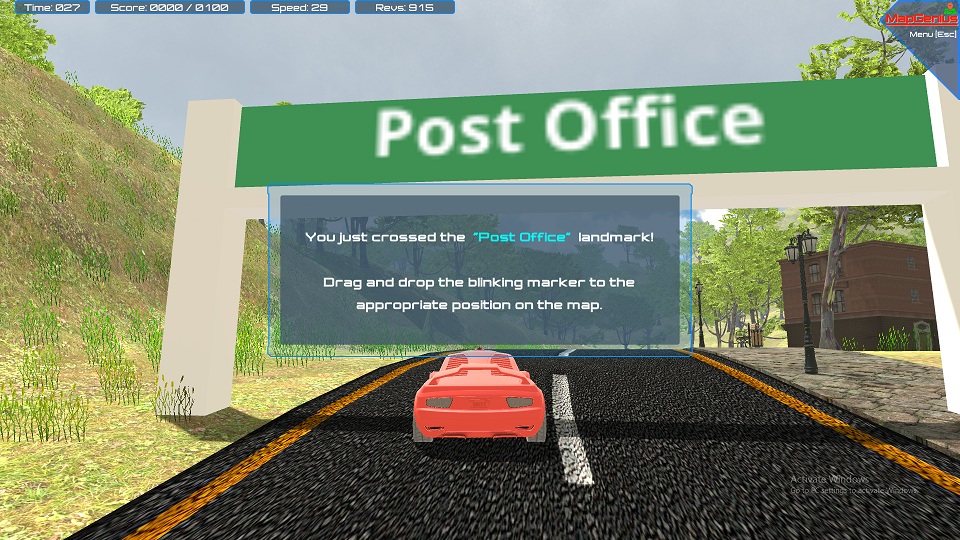 Time: 027
Score: 0000 / 0100
Speed: 29
Revs: 915
MapGenius
Menu [Esc]
Post Office
You just crossed the "Post Office" landmark!
Drag and drop the blinking marker to the
appropriate position on the map.
Activate Windows
Go to PC settings to activate Windows.